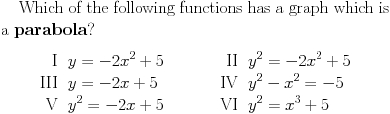 Which of the following functions has a graph which is
a parabola?
I y = −2x² + 5 II y² = −2x² + 5
III y = −2x + 5 IV y² − x² = −5
V y² = −2x + 5 VI y² = x³ + 5